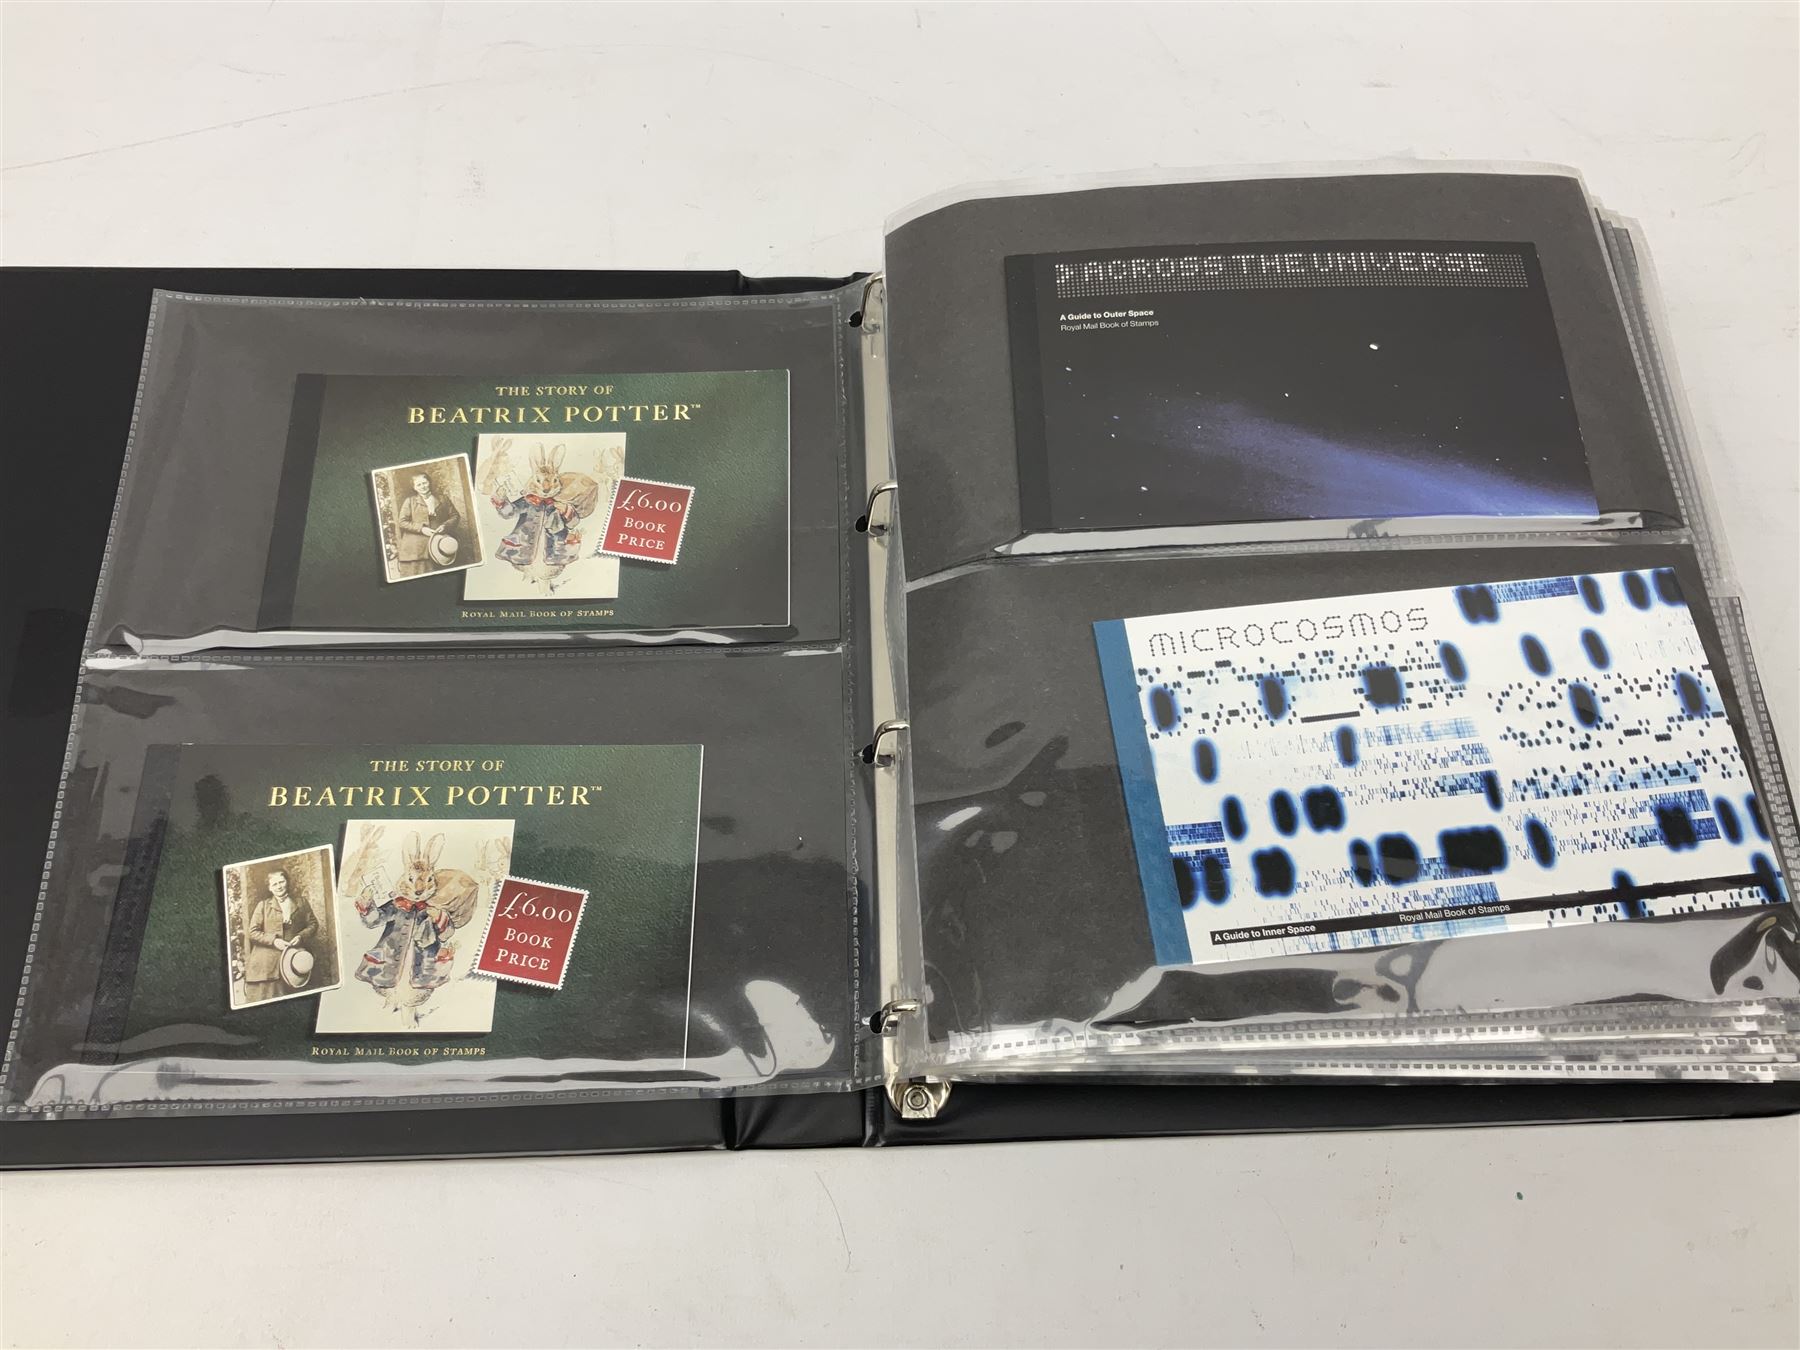 THE STORY OF
BEATRIX POTTER™
£6.00
BOOK
PRICE
ROYAL MAIL BOOK OF STAMPS
THE STORY OF
BEATRIX POTTER™
£6.00
BOOK
PRICE
ROYAL MAIL BOOK OF STAMPS
ACROSS THE UNIVERSE
A Guide to Outer Space
Royal Mail Book of Stamps
MICROCOSMOS
Royal Mail Book of Stamps
A Guide to Inner Space